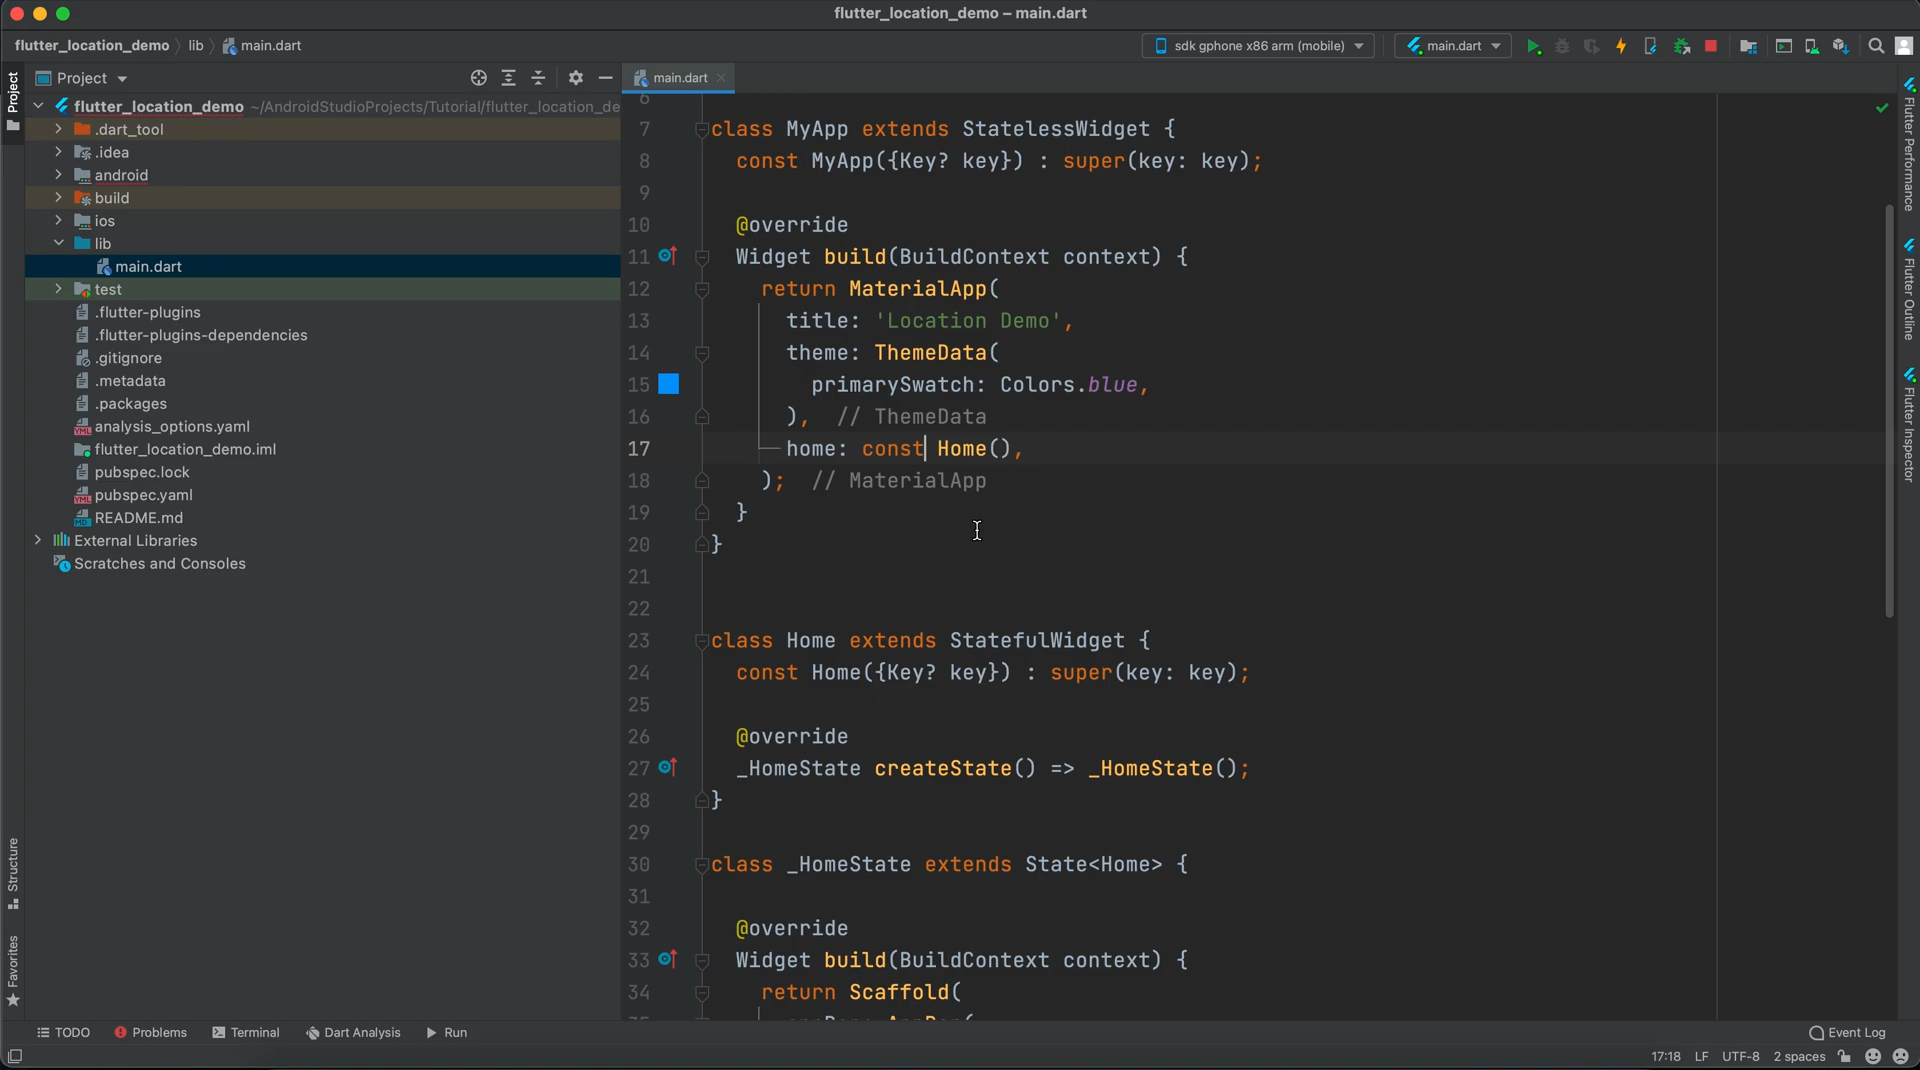 flutter_location_demo – main.dart
flutter_location_demo lib main.dart
sdk gphone x86 arm (mobile)
main.dart
Project
Project
main.dart
flutter_location_demo ~/AndroidStudioProjects/Tutorial/flutter_location_de
.dart_tool
.idea
android
build
ios
lib
main.dart
test
.flutter-plugins
.flutter-plugins-dependencies
.gitignore
.metadata
.packages
analysis_options.yaml
flutter_location_demo.iml
pubspec.lock
pubspec.yaml
README.md
External Libraries
Scratches and Consoles
Structure
Favorites
6
7 class MyApp extends StatelessWidget {
8 const MyApp({Key? key}) : super(key: key);
9
10 @override
11 Widget build(BuildContext context) {
12 return MaterialApp(
13 title: 'Location Demo',
14 theme: ThemeData(
15 primarySwatch: Colors.blue,
16 ), // ThemeData
17 home: const Home(),
18 ); // MaterialApp
19 }
20 }
21
22
23 class Home extends StatefulWidget {
24 const Home({Key? key}) : super(key: key);
25
26 @override
27 _HomeState createState() => _HomeState();
28 }
29
30 class _HomeState extends State<Home> {
31
32 @override
33 Widget build(BuildContext context) {
34 return Scaffold(
Flutter Performance
Flutter Outline
Flutter Inspector
TODO Problems Terminal Dart Analysis Run Event Log
17:18 LF UTF-8 2 spaces